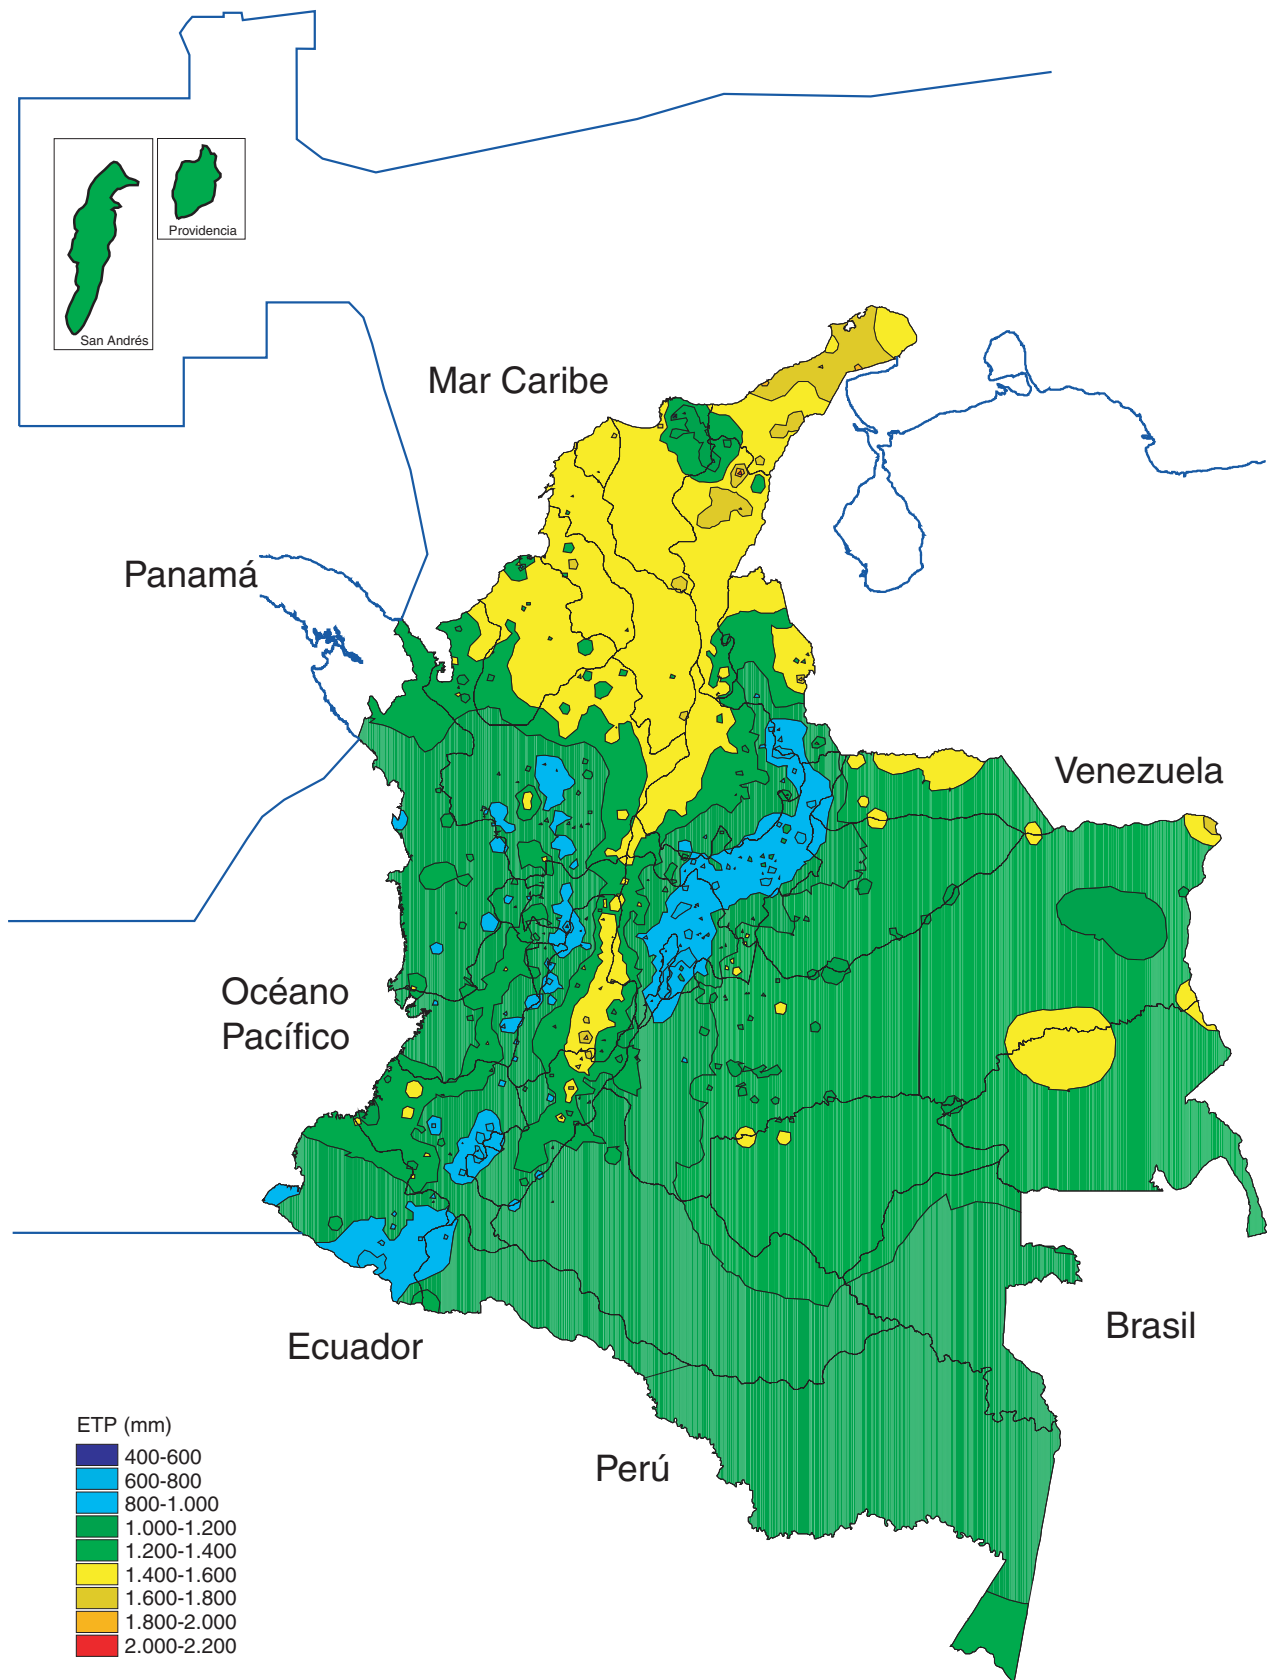 Providencia
San Andrés
Mar Caribe
Panamá
Venezuela
Océano
Pacífico
Brasil
Ecuador
Perú
ETP (mm)
400-600
600-800
800-1.000
1.000-1.200
1.200-1.400
1.400-1.600
1.600-1.800
1.800-2.000
2.000-2.200